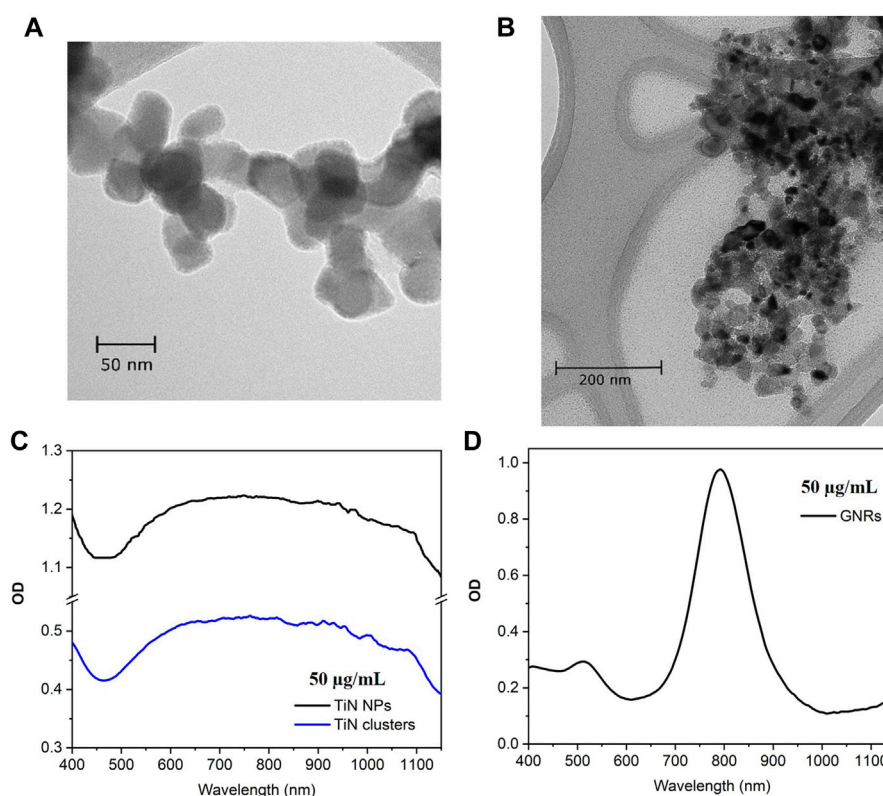 A
B
50 nm
200 nm
C
D
1.3
1.2
1.1
0.5
0.4
0.3
OD
50 µg/mL
TiN NPs
TiN clusters
400 500 600 700 800 900 1000 1100
Wavelength (nm)
1.0
0.8
0.6
0.4
0.2
0.0
OD
50 µg/mL
GNRs
400 500 600 700 800 900 1000
Wavelength (nm)